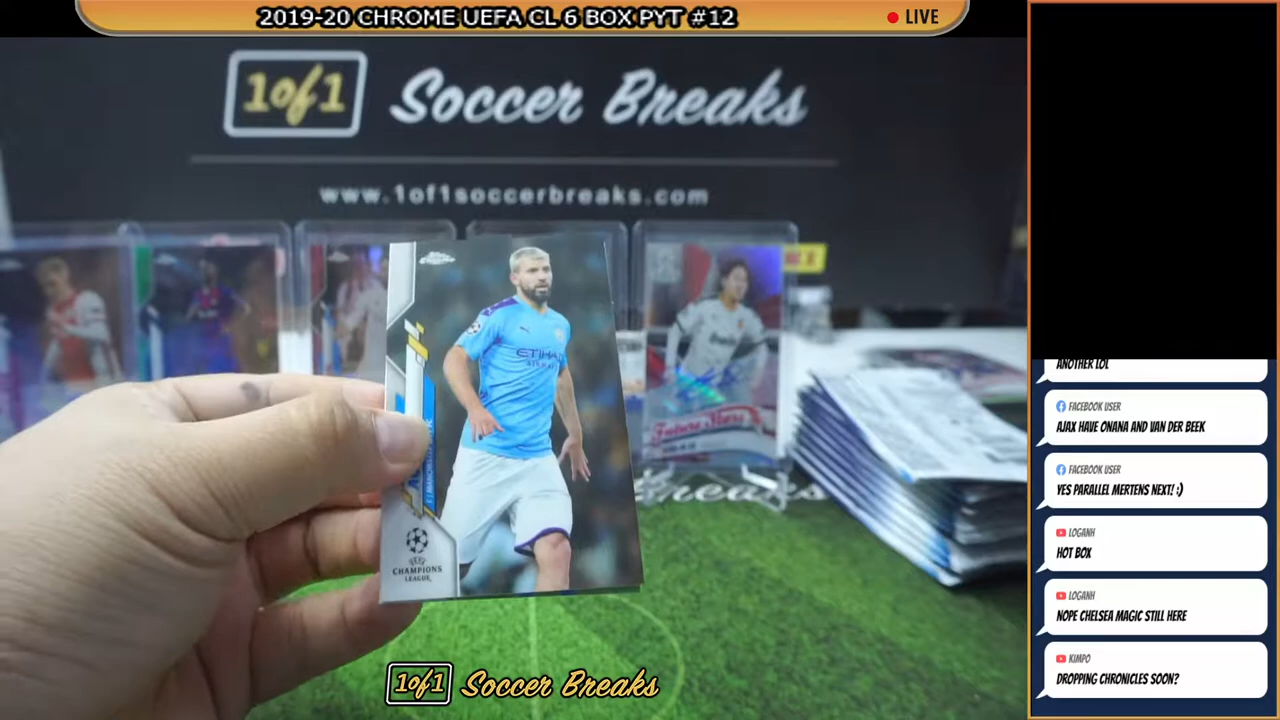 2019-20 CHROME UEFA CL 6 BOX PYT #12
LIVE
1of1
Soccer Breaks
www.1of1soccerbreaks.com
ETIHAD
CHAMPIONS
LEAGUE
Future Stars
1of1 Soccer Breaks
ANOTHER LOL
FACEBOOK USER
AJAX HAVE ONANA AND VAN DER BEEK
FACEBOOK USER
YES PARALLEL MERTENS NEXT! ;)
LOGANH
HOT BOX
LOGANH
NOPE CHELSEA MAGIC STILL HERE
KIMPO
DROPPING CHRONICLES SOON?